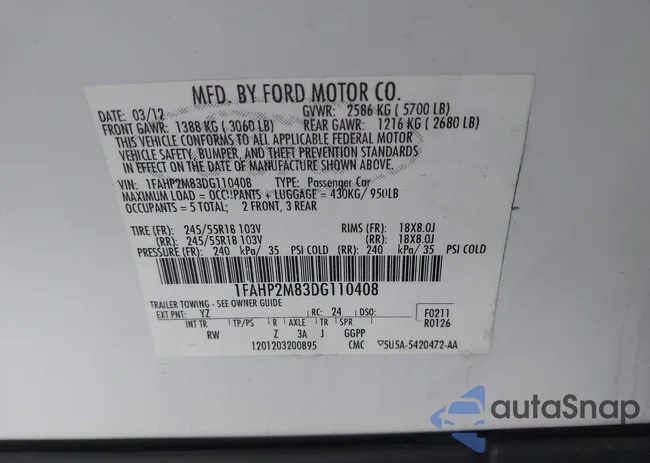 MFD. BY FORD MOTOR CO.
DATE: 03/12 GVWR: 2586 KG ( 5700 LB)
FRONT GAWR: 1388 KG ( 3060 LB) REAR GAWR: 1216 KG ( 2680 LB)
THIS VEHICLE CONFORMS TO ALL APPLICABLE FEDERAL MOTOR
VEHICLE SAFETY, BUMPER, AND THEFT PREVENTION STANDARDS
IN EFFECT ON THE DATE OF MANUFACTURE SHOWN ABOVE.
VIN: 1FAHP2M83DG110408 TYPE: Passenger Car
MAXIMUM LOAD = OCCUPANTS + LUGGAGE = 430KG/ 950LB
OCCUPANTS = 5 TOTAL; 2 FRONT, 3 REAR
TIRE (FR): 245/55R18 103V RIMS (FR): 18X8.0J
(RR): 245/55R18 103V (RR): 18X8.0J
PRESSURE (FR): 240 kPa/ 35 PSI COLD (RR): 240 kPa/ 35 PSI COLD
1FAHP2M83DG110408
TRAILER TOWING - SEE OWNER GUIDE
EXT PNT: YZ RC: 24 DSO: F0211
INT TR TP/PS R AXLE TR SPR R0126
RW Z 3A J GGPP
1201203200895 CMC 5U5A-5420472-AA
autoSnap